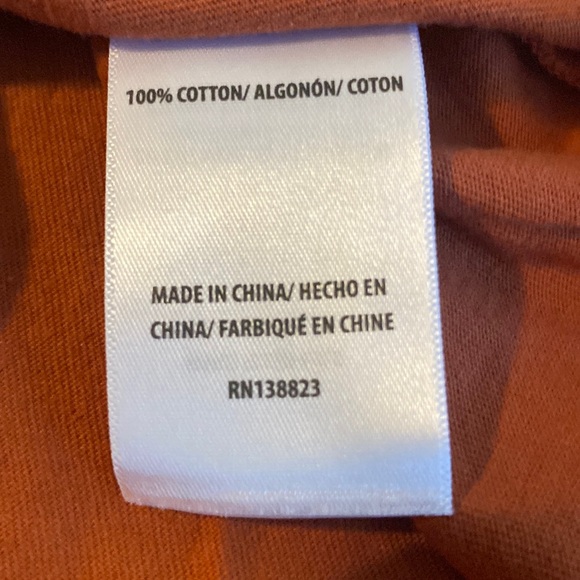 100% COTTON/ ALGONÓN/ COTON
MADE IN CHINA/ HECHO EN
CHINA/ FARBIQUÉ EN CHINE
RN138823